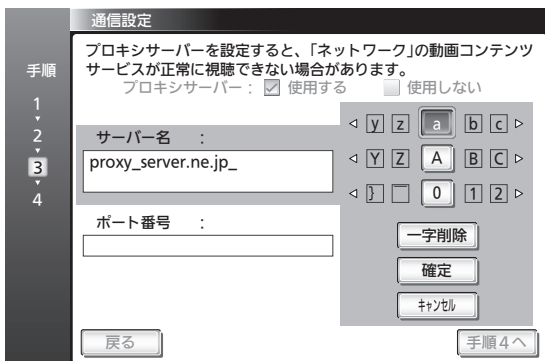 通信設定
手順
1
2
3
4
プロキシサーバーを設定すると、「ネットワーク」の動画コンテンツ
サービスが正常に視聴できない場合があります。
プロキシサーバー： 使用する 使用しない
サーバー名 ：
proxy_server.ne.jp_
y z a b c
Y Z A B C
} ‾ 0 1 2
ポート番号 ：
一字削除
確定
ｷｬﾝｾﾙ
戻る
手順４へ